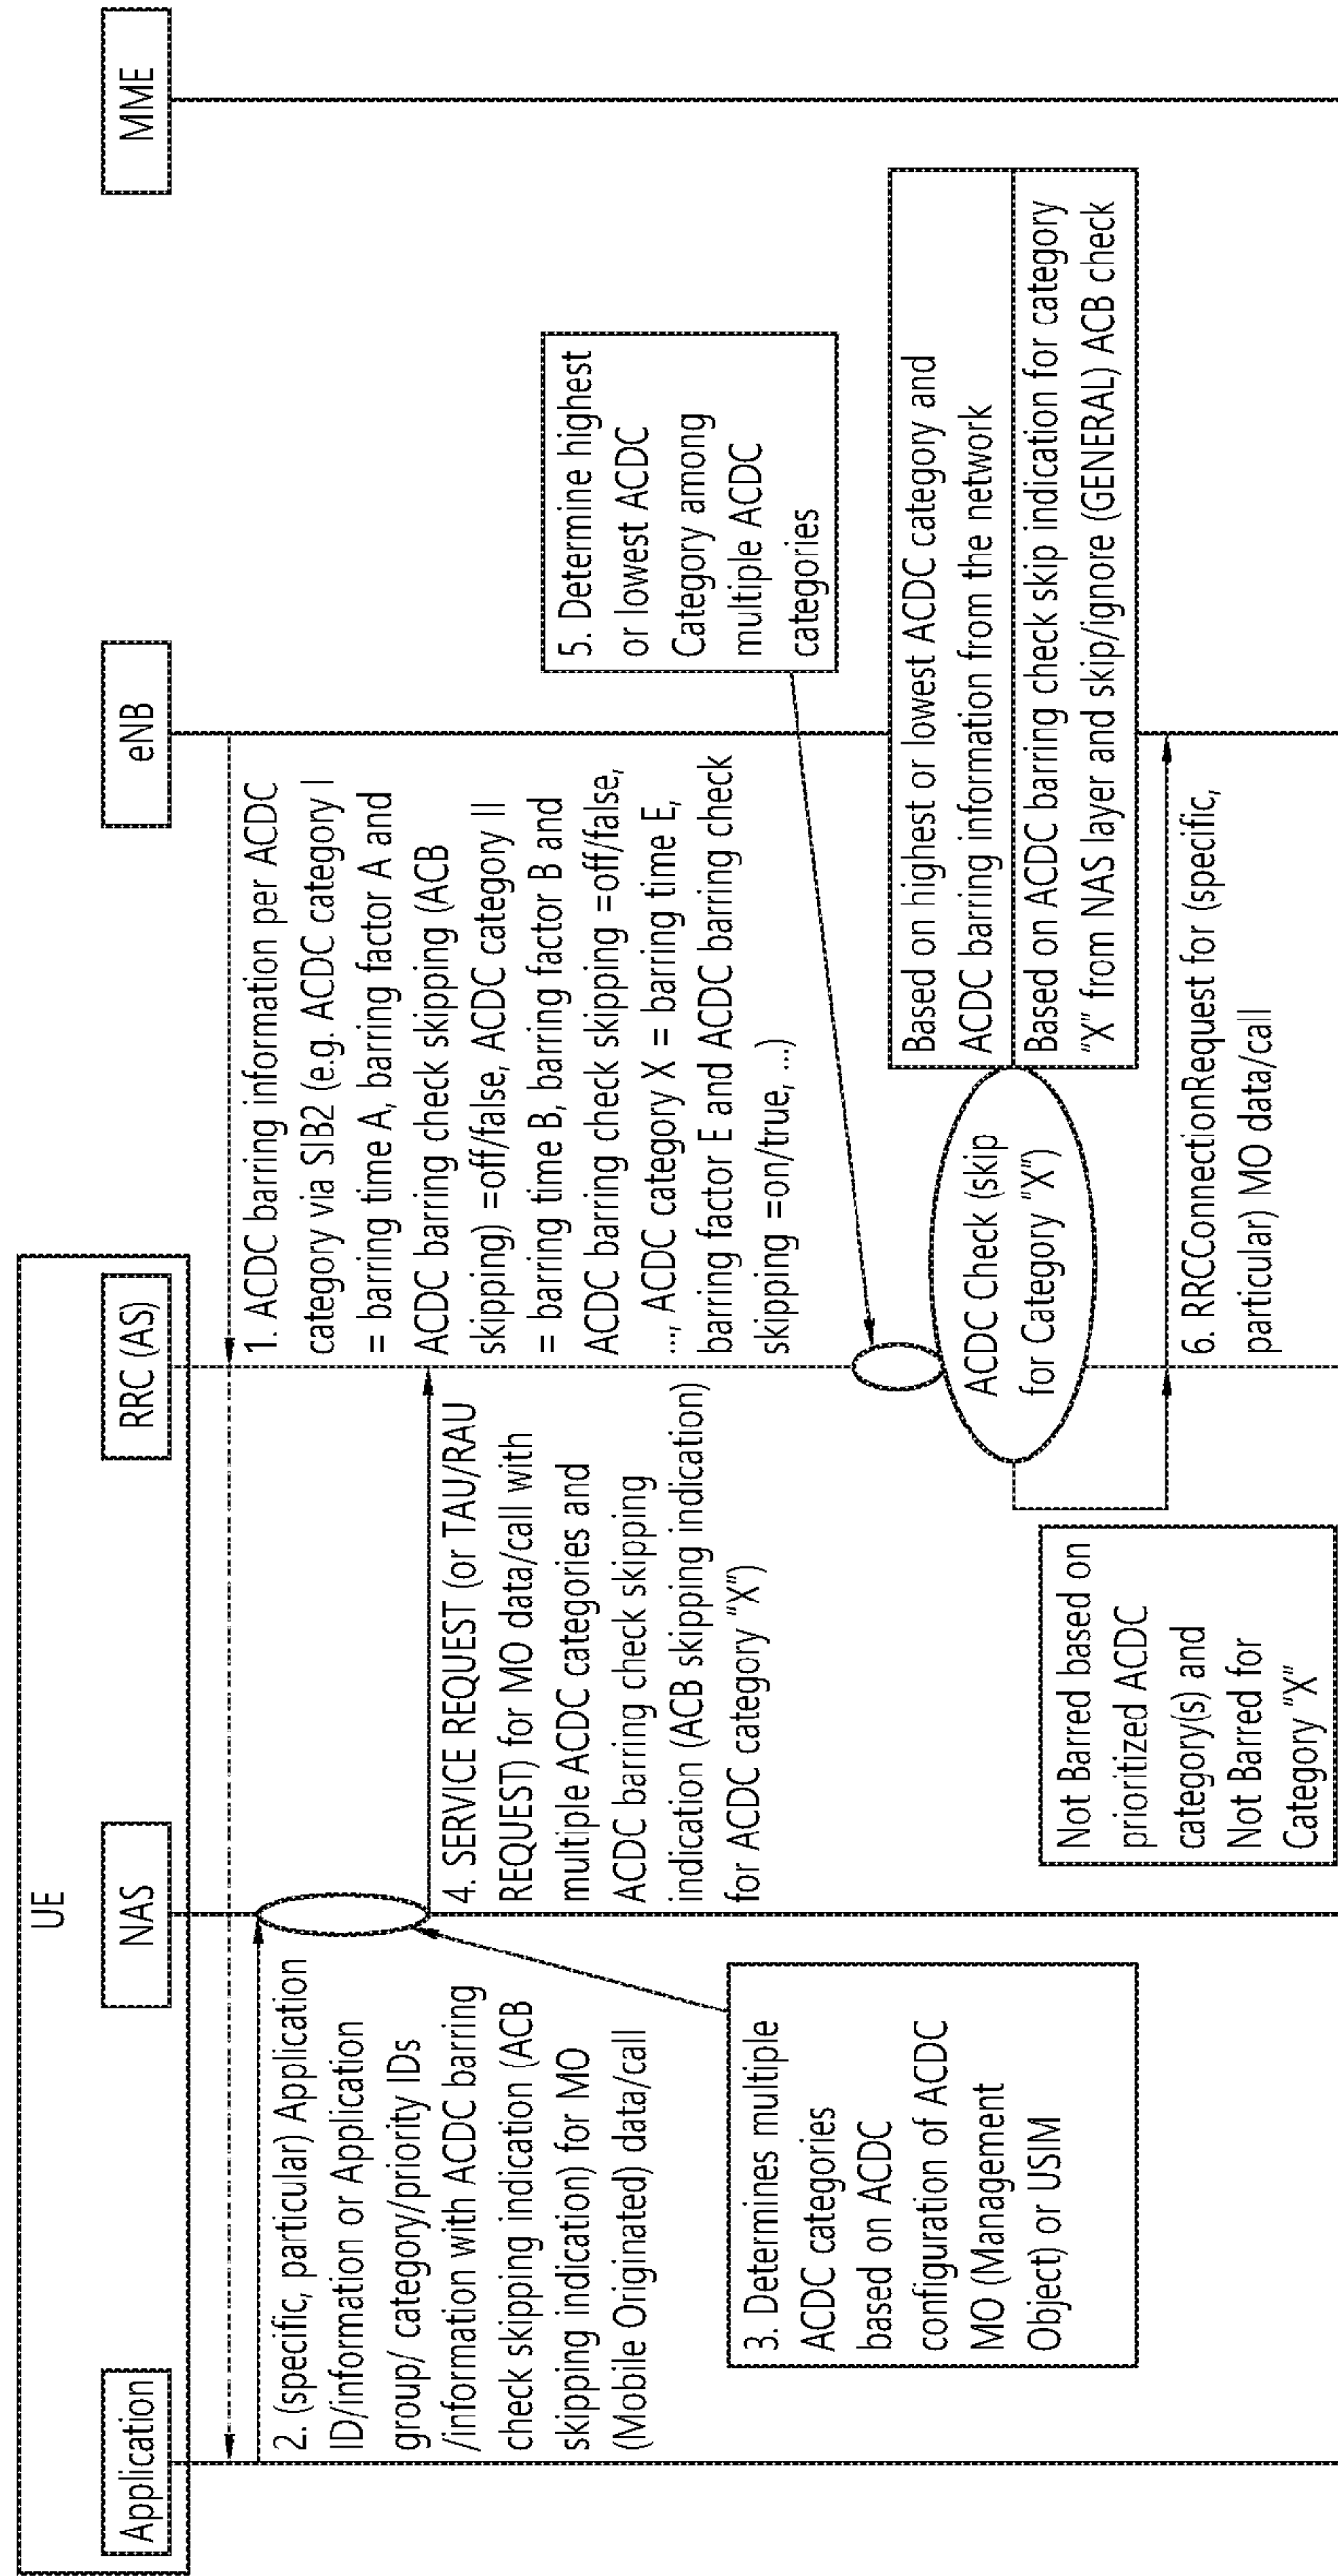 UE
Application
NAS
RRC (AS)
eNB
MME
1. ACDC barring information per ACDC
category via SIB2 (e.g. ACDC category I
= barring time A, barring factor A and
ACDC barring check skipping (ACB
skipping) =off/false, ACDC category II
= barring time B, barring factor B and
ACDC barring check skipping =off/false,
..., ACDC category X = barring time E,
barring factor E and ACDC barring check
skipping =on/true, ...)
2. (specific, particular) Application
ID/information or Application
group/ category/priority IDs
/information with ACDC barring
check skipping indication (ACB
skipping indication) for MO
(Mobile Originated) data/call
3. Determines multiple
ACDC categories
based on ACDC
configuration of ACDC
MO (Management
Object) or USIM
4. SERVICE REQUEST (or TAU/RAU
REQUEST) for MO data/call with
multiple ACDC categories and
ACDC barring check skipping
indication (ACB skipping indication)
for ACDC category "X")
5. Determine highest
or lowest ACDC
Category among
multiple ACDC
categories
ACDC Check (skip
for Category "X")
Based on highest or lowest ACDC category and
ACDC barring information from the network
Based on ACDC barring check skip indication for category
"X" from NAS layer and skip/ignore (GENERAL) ACB check
Not Barred based on
prioritized ACDC
category(s) and
Not Barred for
Category "X"
6. RRCConnectionRequest for (specific,
particular) MO data/call